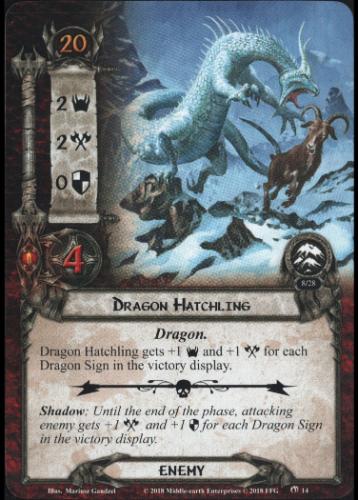 20
2
2
0
4
8/28
DRAGON HATCHLING
Dragon.
Dragon Hatchling gets +1 and +1 for each
Dragon Sign in the victory display.
Shadow: Until the end of the phase, attacking
enemy gets +1 and +1 for each Dragon Sign
in the victory display.
ENEMY
Illus. Mariusz Gandzel © 2018 Middle-earth Enterprises © 2018 FFG 14